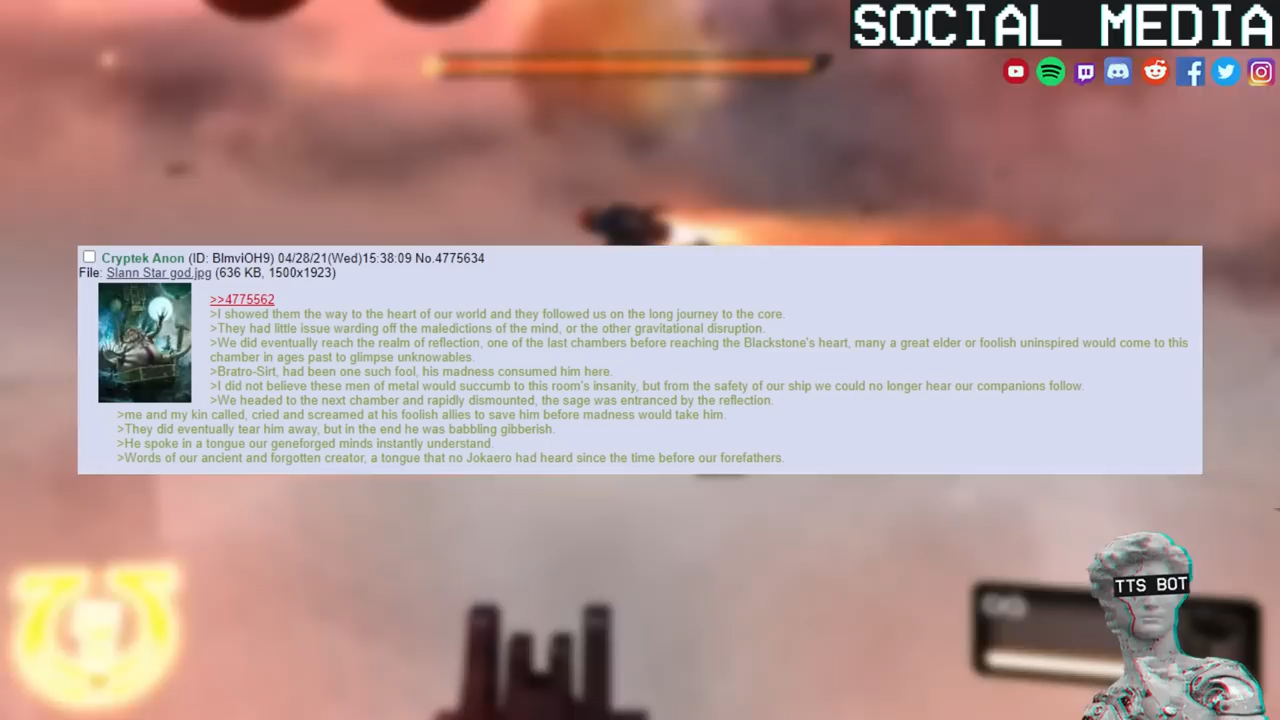 SOCIAL MEDIA
Cryptek Anon (ID: BlmviOH9) 04/28/21(Wed)15:38:09 No.4775634
File: Slann Star god.jpg (636 KB, 1500x1923)
>>4775562
>I showed them the way to the heart of our world and they followed us on the long journey to the core.
>They had little issue warding off the maledictions of the mind, or the other gravitational disruption.
>We did eventually reach the realm of reflection, one of the last chambers before reaching the Blackstone's heart, many a great elder or foolish uninspired would come to this
chamber in ages past to glimpse unknowables.
>Bratro-Sirt, had been one such fool, his madness consumed him here.
>I did not believe these men of metal would succumb to this room's insanity, but from the safety of our ship we could no longer hear our companions follow.
>We headed to the next chamber and rapidly dismounted, the sage was entranced by the reflection.
>me and my kin called, cried and screamed at his foolish allies to save him before madness would take him.
>They did eventually tear him away, but in the end he was babbling gibberish.
>He spoke in a tongue our geneforged minds instantly understand.
>Words of our ancient and forgotten creator, a tongue that no Jokaero had heard since the time before our forefathers.
TTS BOT